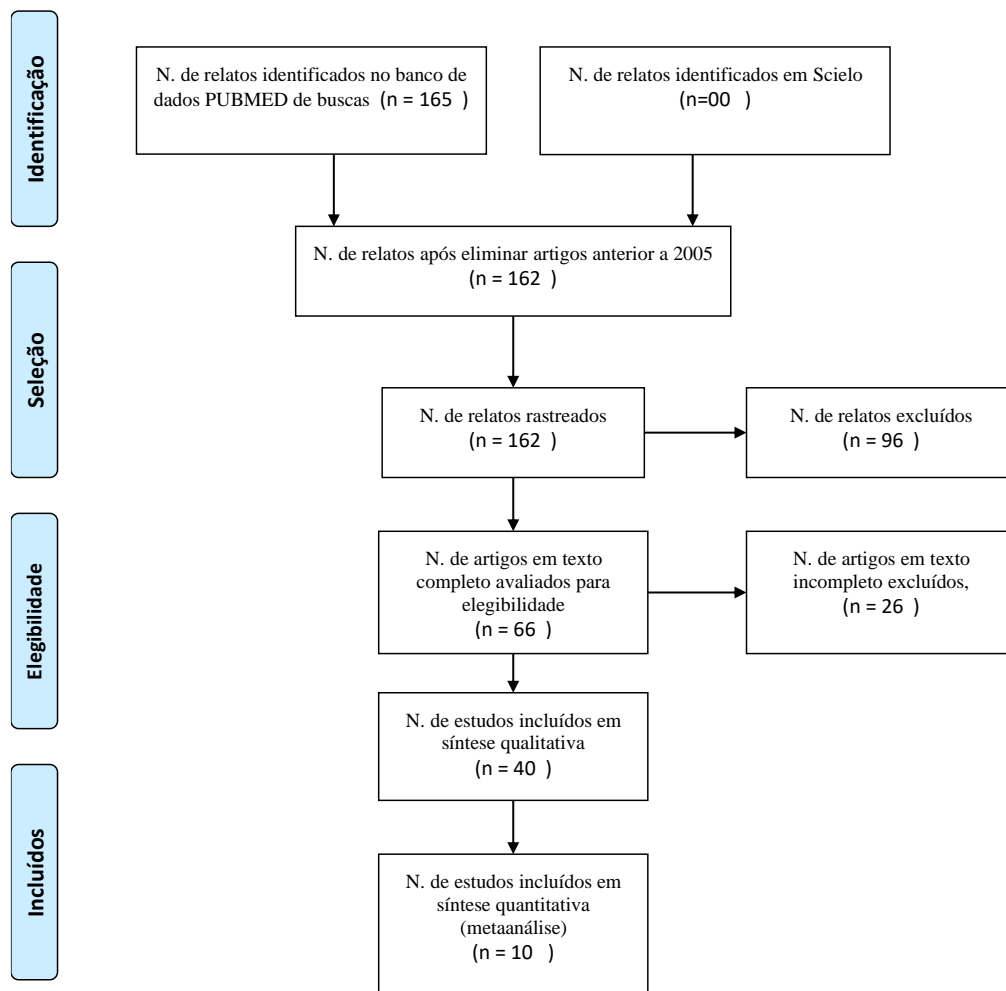 Identificação
N. de relatos identificados no banco de
dados PUBMED de buscas (n = 165 )
N. de relatos identificados em Scielo
(n=00 )
N. de relatos após eliminar artigos anterior a 2005
(n = 162 )
Seleção
N. de relatos rastreados
(n = 162 )
N. de relatos excluídos
(n = 96 )
Elegibilidade
N. de artigos em texto
completo avaliados para
elegibilidade
(n = 66 )
N. de artigos em texto
incompleto excluídos,
(n = 26 )
N. de estudos incluídos em
síntese qualitativa
(n = 40 )
Incluídos
N. de estudos incluídos em
síntese quantitativa
(metaanálise)
(n = 10 )